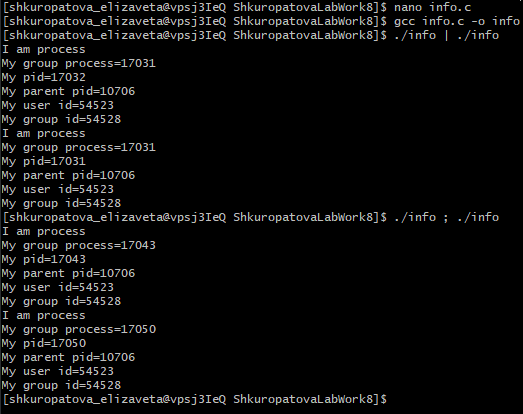 [shkuropatova_elizaveta@vpsj3IeQ ShkuropatovaLabWork8]$ nano info.c
[shkuropatova_elizaveta@vpsj3IeQ ShkuropatovaLabWork8]$ gcc info.c -o info
[shkuropatova_elizaveta@vpsj3IeQ ShkuropatovaLabWork8]$ ./info | ./info
I am process
My group process=17031
My pid=17032
My parent pid=10706
My user id=54523
My group id=54528
I am process
My group process=17031
My pid=17031
My parent pid=10706
My user id=54523
My group id=54528
[shkuropatova_elizaveta@vpsj3IeQ ShkuropatovaLabWork8]$ ./info ; ./info
I am process
My group process=17043
My pid=17043
My parent pid=10706
My user id=54523
My group id=54528
I am process
My group process=17050
My pid=17050
My parent pid=10706
My user id=54523
My group id=54528
[shkuropatova_elizaveta@vpsj3IeQ ShkuropatovaLabWork8]$